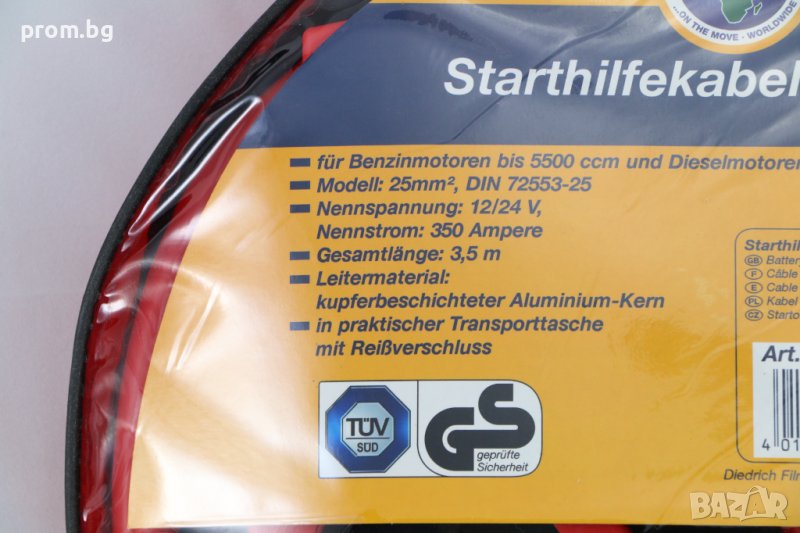 prom.bg
...ON THE MOVE • WORLDWIDE
Starthilfekabel
für Benzinmotoren bis 5500 ccm und Dieselmotoren
Modell: 25mm², DIN 72553-25
Nennspannung: 12/24 V,
Nennstrom: 350 Ampere
Gesamtlänge: 3,5 m
Leitermaterial:
kupferbeschichteter Aluminium-Kern
in praktischer Transporttasche
mit Reißverschluss
Starthil
GB Battery
F Câble
E Cable
PL Kabel
CZ Starto
Art.
TÜV
SÜD
GS
geprüfte
Sicherheit
4 01
Diedrich Film
BAZAR